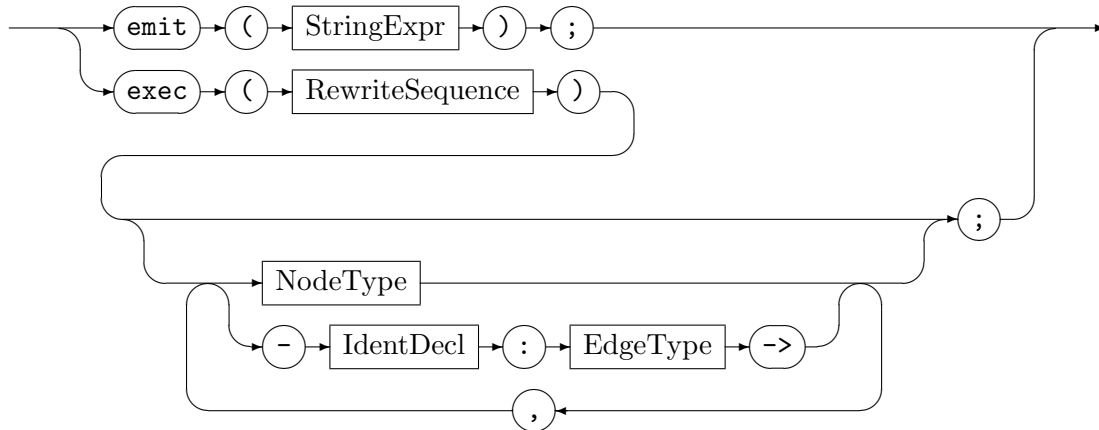 emit ( StringExpr ) ;
exec ( RewriteSequence )
;
NodeType
- IdentDecl : EdgeType ->
,